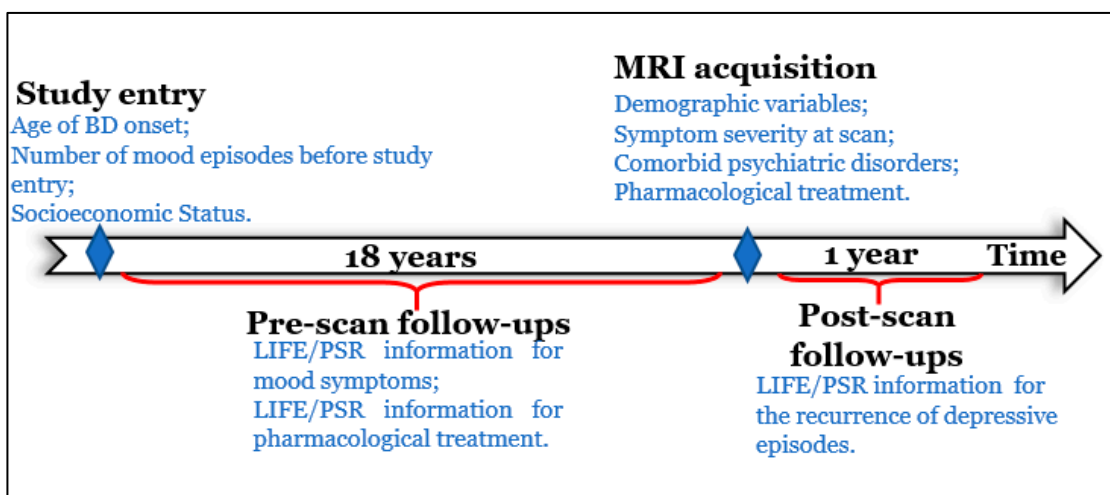 Study entry
Age of BD onset;
Number of mood episodes before study
entry;
Socioeconomic Status.
MRI acquisition
Demographic variables;
Symptom severity at scan;
Comorbid psychiatric disorders;
Pharmacological treatment.
18 years
1 year
Time
Pre-scan follow-ups
LIFE/PSR information for
mood symptoms;
LIFE/PSR information for
pharmacological treatment.
Post-scan
follow-ups
LIFE/PSR information for
the recurrence of depressive
episodes.